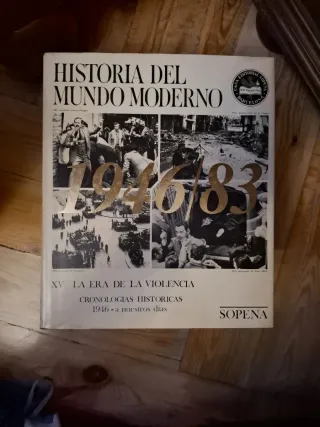 HISTORIA DEL
MUNDO MODERNO
1946/83
XV LA ERA DE LA VIOLENCIA
CRONOLOGIAS HISTORICAS
1946 - a nuestros días
SOPENA